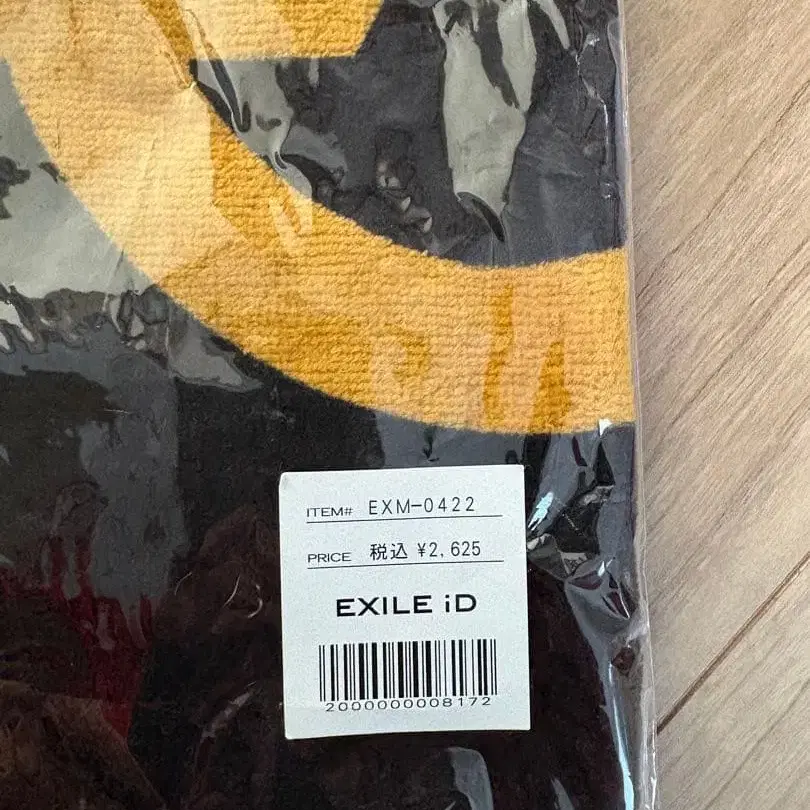 ITEM# EXM-0422
PRICE 税込 ¥2,625
EXILE iD
2000000008172